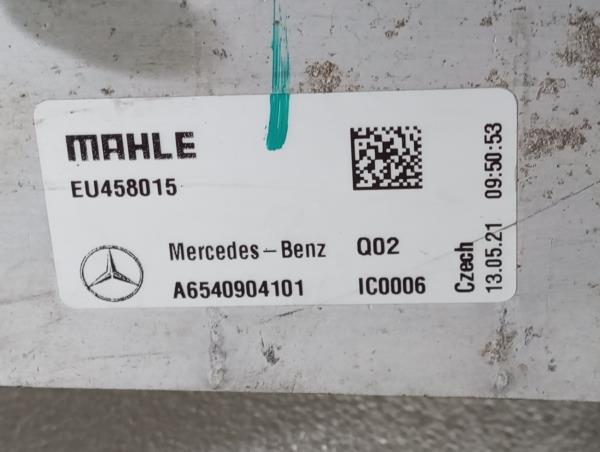 MAHLE
EU458015
Mercedes-Benz Q02
A6540904101 IC0006
Czech
13.05.21 09:50:53